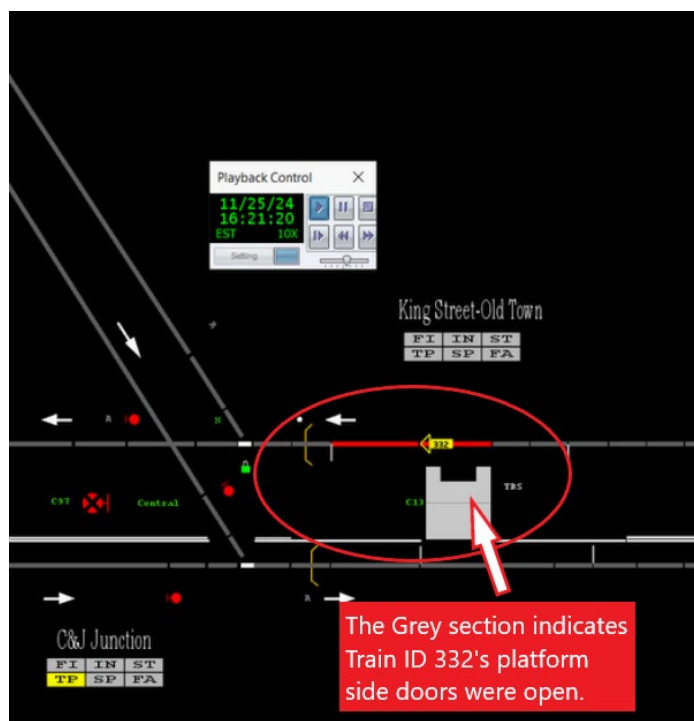 Playback Control
11/25/24
16:21:20
EST 10X
Setting
King Street-Old Town
FI IN ST
TP SP FA
R
N
332
C97
Central
C13
TBS
R
C&J Junction
FI IN ST
TP SP FA
The Grey section indicates
Train ID 332's platform
side doors were open.